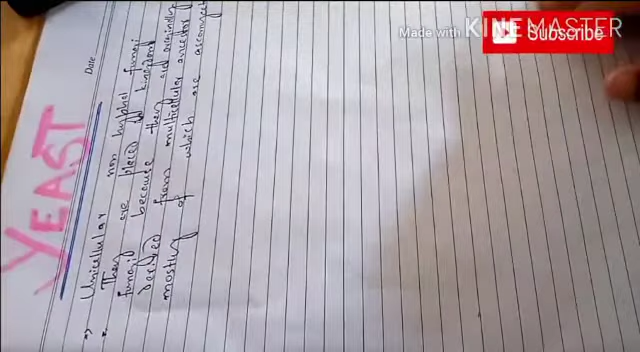 Date
YEAST
=> Unicellular non hyphal fungi
They are placed in kingdom
fungi because they are originally
derived from multicellular ancestor
mostly of which are ascomycet
Made with KINEMASTER
Subscribe